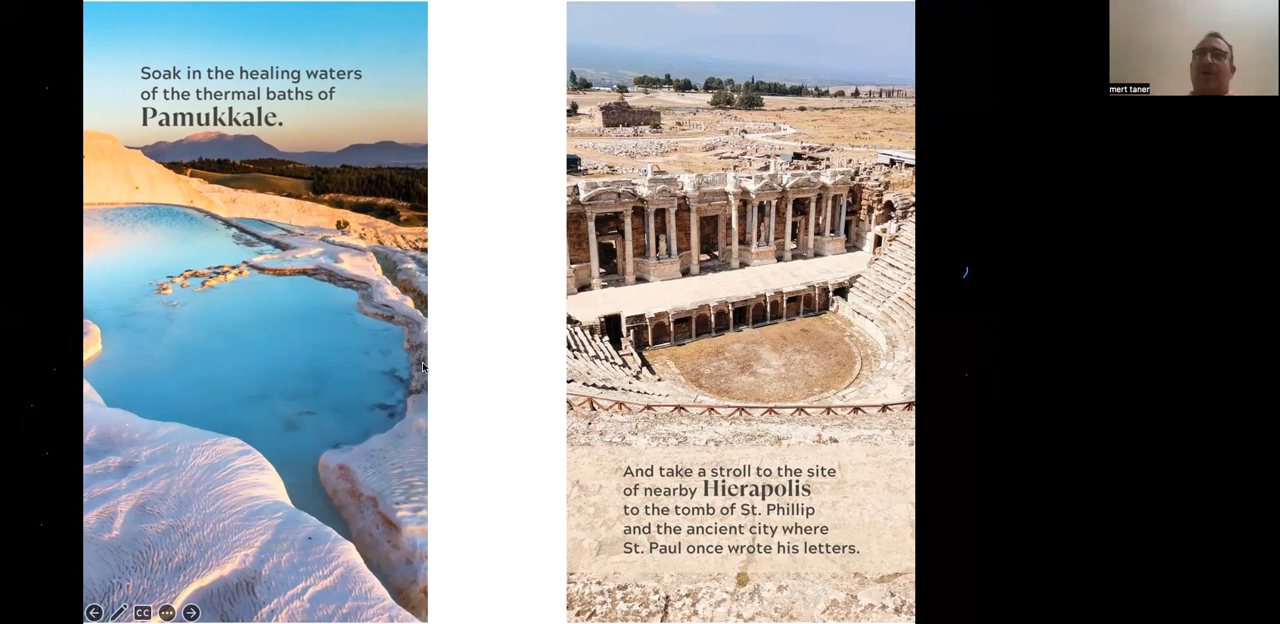 Soak in the healing waters
of the thermal baths of
Pamukkale.
And take a stroll to the site
of nearby Hierapolis
to the tomb of St. Phillip
and the ancient city where
St. Paul once wrote his letters.
mert taner
CC